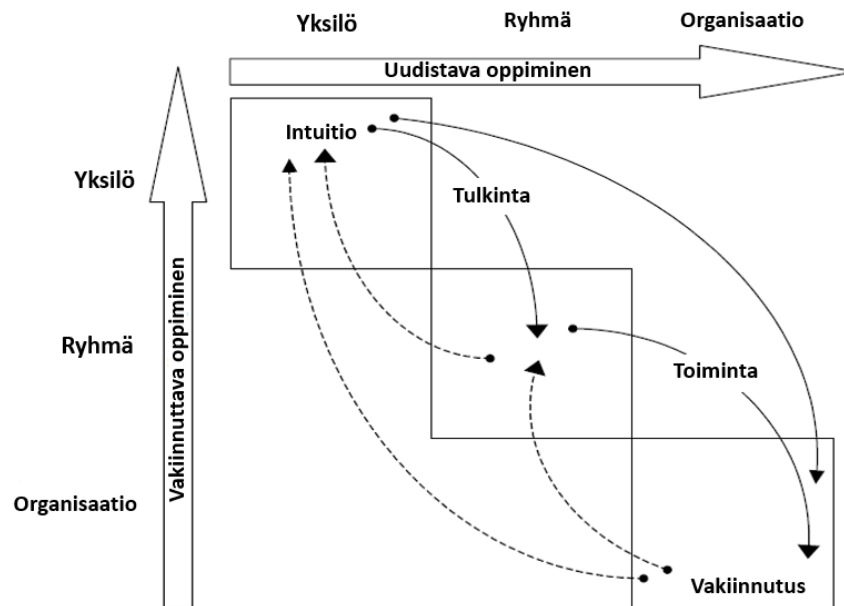 Yksilö
Ryhmä
Organisaatio
Uudistava oppiminen
Intuitio
Yksilö
Tulkinta
Vakiinnuttava oppiminen
Ryhmä
Toiminta
Organisaatio
Vakiinnutus